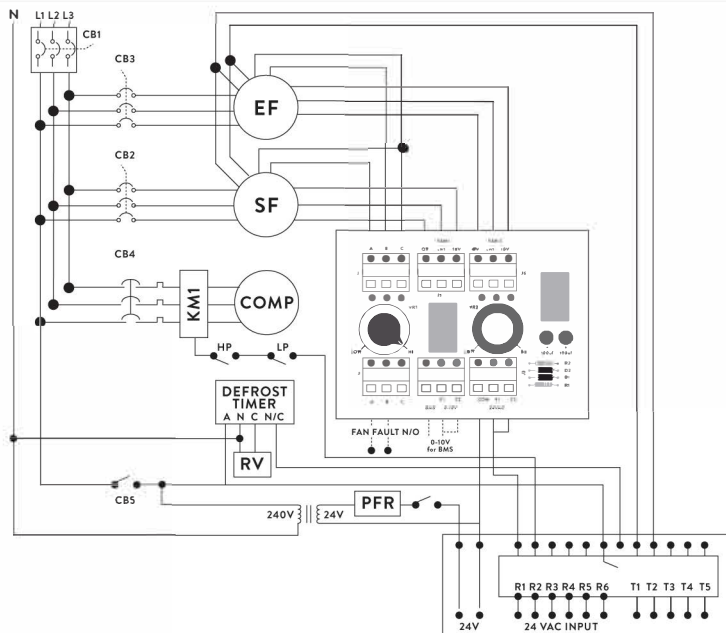 N
L1 L2 L3
CB1
CB3
EF
CB2
SF
CB4
KM1
COMP
HP
LP
DEFROST
TIMER
A N C N/C
RV
CB5
240V
24V
PFR
A B C
LOW
HI
FAN FAULT N/O
0-10V
for BMS
R1 R2 R3 R4 R5 R6
T1 T2 T3 T4 T5
24V
24 VAC INPUT